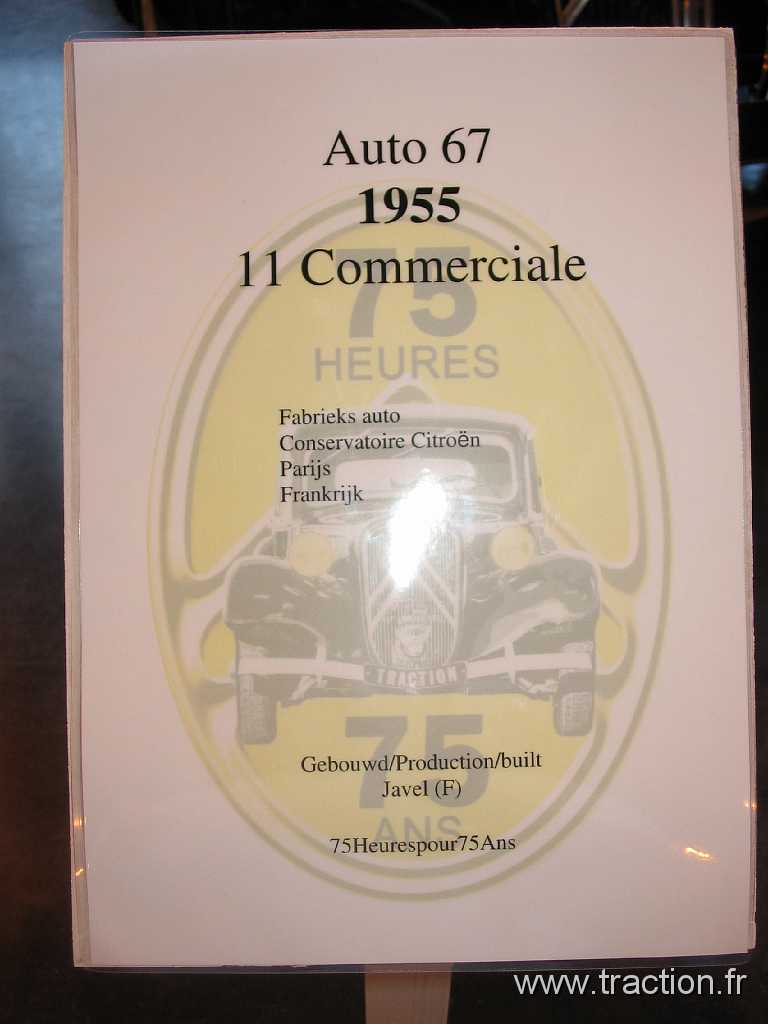 Auto 67
1955
11 Commerciale
75
HEURES
Fabrieks auto
Conservatoire Citroën
Parijs
Frankrijk
TRACTION
75
Gebouwd/Production/built
Javel (F)
ANS
75Heurespour75Ans
www.traction.fr